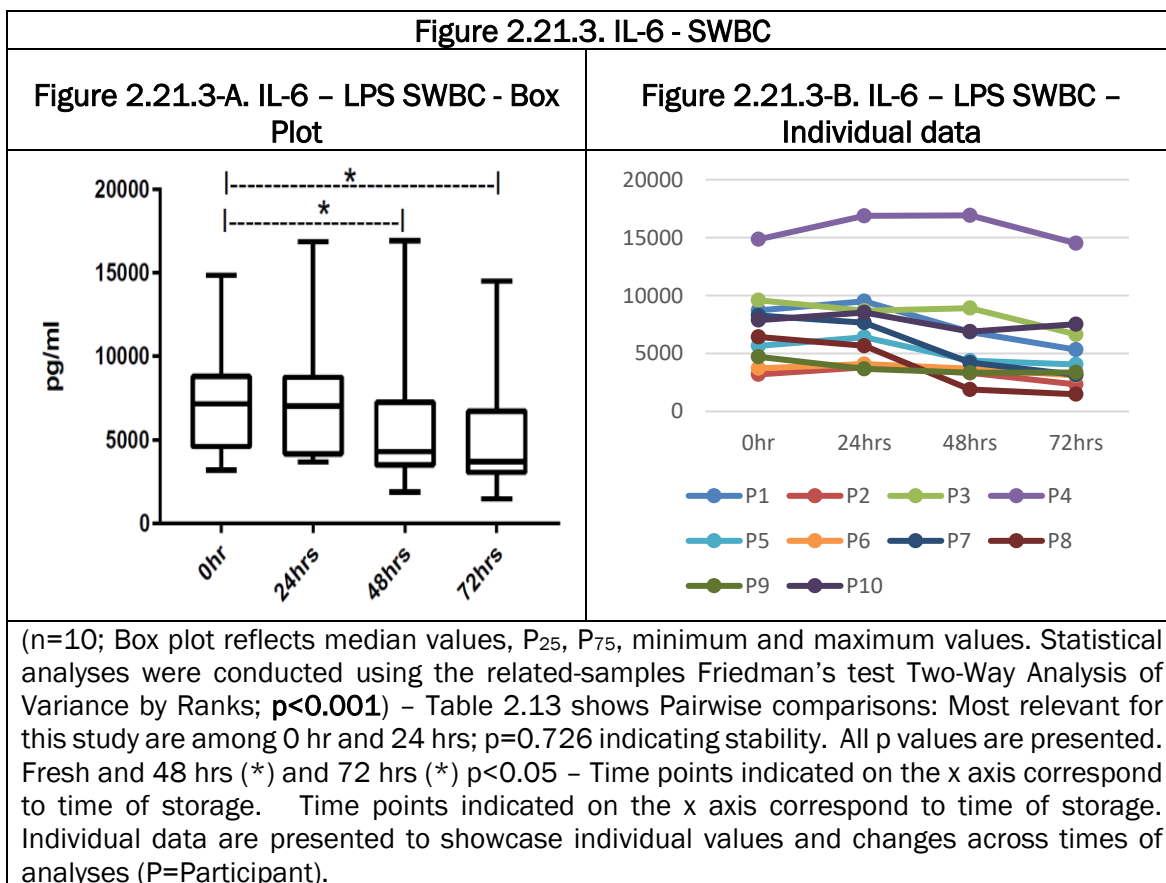 Figure 2.21.3. IL-6 - SWBC
Figure 2.21.3-A. IL-6 – LPS SWBC - Box
Plot
Figure 2.21.3-B. IL-6 – LPS SWBC –
Individual data
|--------------------*--------------------|
|-------------*-------------|
20000
15000
10000
5000
0
pg/ml
0hr
24hrs
48hrs
72hrs
20000
15000
10000
5000
0
0hr 24hrs 48hrs 72hrs
P1 P2 P3 P4
P5 P6 P7 P8
P9 P10
(n=10; Box plot reflects median values, P25, P75, minimum and maximum values. Statistical
analyses were conducted using the related-samples Friedman’s test Two-Way Analysis of
Variance by Ranks; p<0.001) – Table 2.13 shows Pairwise comparisons: Most relevant for
this study are among 0 hr and 24 hrs; p=0.726 indicating stability. All p values are presented.
Fresh and 48 hrs (*) and 72 hrs (*) p<0.05 – Time points indicated on the x axis correspond
to time of storage. Time points indicated on the x axis correspond to time of storage.
Individual data are presented to showcase individual values and changes across times of
analyses (P=Participant).